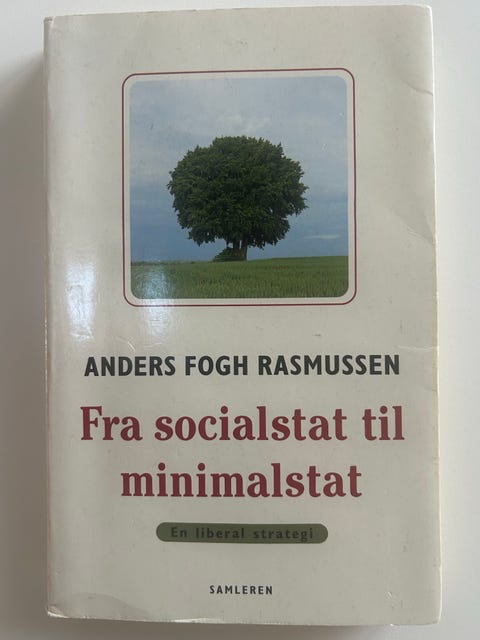 ANDERS FOGH RASMUSSEN
Fra socialstat til
minimalstat
En liberal strategi
SAMLEREN